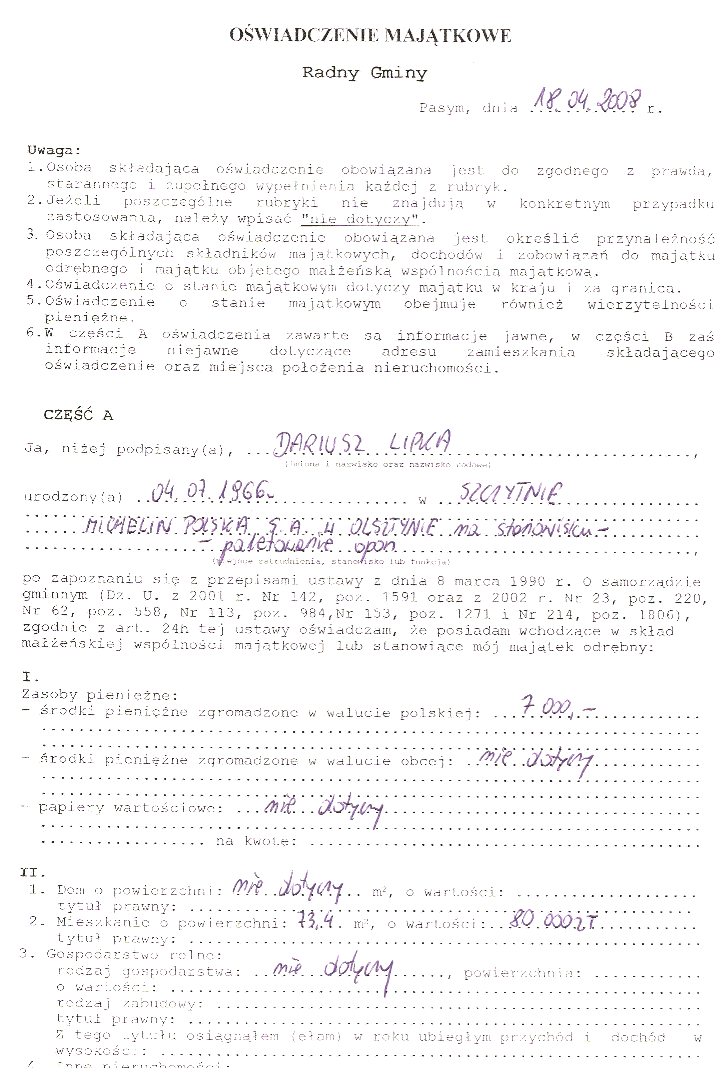 OŚWIADCZENIE MAJĄTKOWE
Radny Gminy
Pasym, dnia 18.04.2008 r.
Uwaga:
1.Osoba składająca oświadczenie obowiązana jest do zgodnego z prawdą,
starannego i zupełnego wypełnienia każdej z rubryk.
2.Jeżeli poszczególne rubryki nie znajdują w konkretnym przypadku
zastosowania, należy wpisać "nie dotyczy".
3. Osoba składająca oświadczenie obowiązana jest określić przynależność
poszczególnych składników majątkowych, dochodów i zobowiązań do majątku
odrębnego i majątku objętego małżeńską wspólnością majątkową.
4.Oświadczenie o stanie majątkowym dotyczy majątku w kraju i za granicą.
5.Oświadczenie o stanie majątkowym obejmuje również wierzytelności
pieniężne.
6.W części A oświadczenia zawarte są informacje jawne, w części B zaś
informacje niejawne dotyczące adresu zamieszkania składającego
oświadczenie oraz miejsca położenia nieruchomości.
CZĘŚĆ A
Ja, niżej podpisany(a), ...DARIUSZ LIPKA......,
(imiona i nazwisko oraz nazwisko rodowe)
urodzony(a) ..04.07.1966r...... w ...SZCZYTNIE......
MICHELIN POLSKA S.A. W OLSZTYNIE na stanowisku -
- paletowanie opon......,
(miejsce zatrudnienia, stanowisko lub funkcja)
po zapoznaniu się z przepisami ustawy z dnia 8 marca 1990 r. O samorządzie
gminnym (Dz. U. z 2001 r. Nr 142, poz. 1591 oraz z 2002 r. Nr 23, poz. 220,
Nr 62, poz. 558, Nr 113, poz. 984,Nr 153, poz. 1271 i Nr 214, poz. 1806),
zgodnie z art. 24h tej ustawy oświadczam, że posiadam wchodzące w skład
małżeńskiej wspólności majątkowej lub stanowiące mój majątek odrębny:
I.
Zasoby pieniężne:
- środki pieniężne zgromadzone w walucie polskiej: ...7 000,-......
- środki pieniężne zgromadzone w walucie obcej: ..nie dotyczy......
- papiery wartościowe: ...nie dotyczy......
...... na kwotę: ......
II.
1. Dom o powierzchni: nie dotyczy.. m², o wartości: ......
tytuł prawny: ......
2. Mieszkanie o powierzchni: 73,4. m², o wartości:..80 000zł......
tytuł prawny: ......
3. Gospodarstwo rolne:
rodzaj gospodarstwa: ..nie dotyczy......, powierzchnia: ......
o wartości: ......
rodzaj zabudowy: ......
tytuł prawny: ......
Z tego tytułu osiągnąłem (ęłam) w roku ubiegłym przychód i dochód w
wysokości: ......
4. Inne nieruchomości: